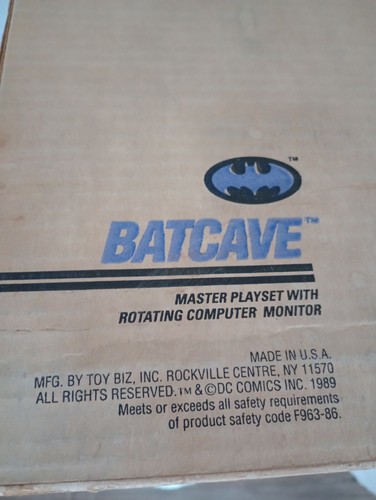 TM
BATCAVE™
MASTER PLAYSET WITH
ROTATING COMPUTER MONITOR
MADE IN U.S.A.
MFG. BY TOY BIZ, INC. ROCKVILLE CENTRE, NY 11570
ALL RIGHTS RESERVED. ™ & ©DC COMICS INC. 1989
Meets or exceeds all safety requirements
of product safety code F963-86.